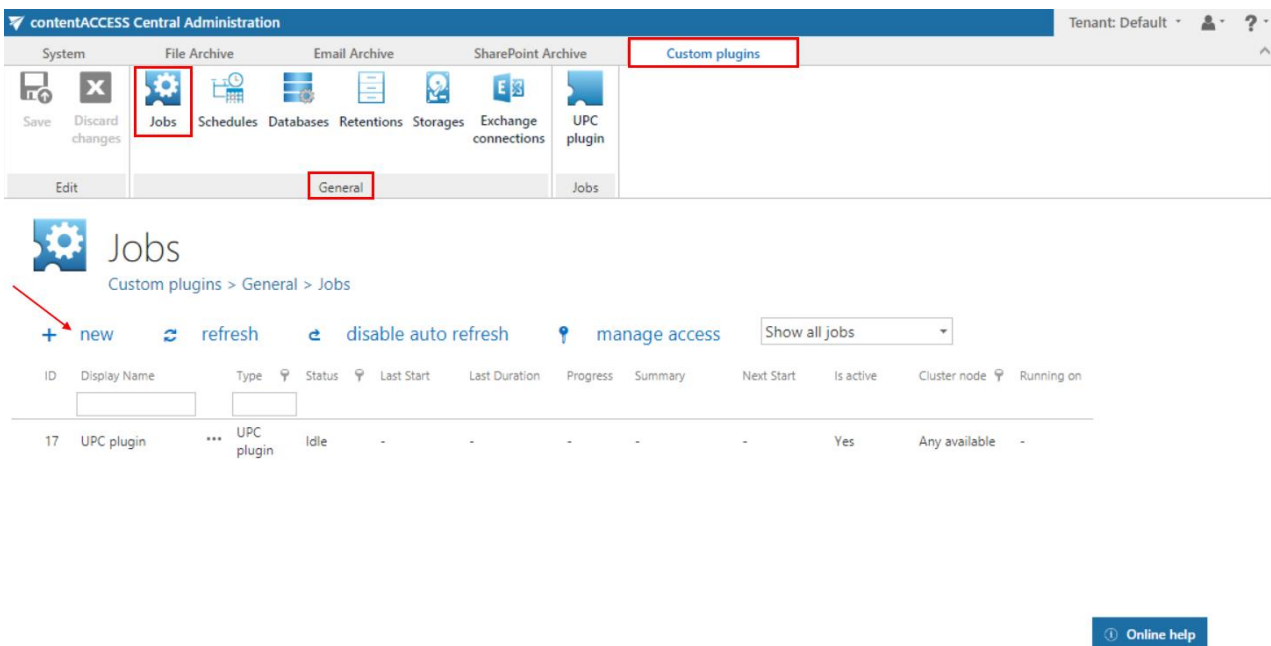 contentACCESS Central Administration
Tenant: Default
?
System
File Archive
Email Archive
SharePoint Archive
Custom plugins
Save
Discard changes
Jobs
Schedules
Databases
Retentions
Storages
Exchange connections
UPC plugin
Edit
General
Jobs
Jobs
Custom plugins > General > Jobs
+ new
refresh
disable auto refresh
manage access
Show all jobs
ID Display Name Type Status Last Start Last Duration Progress Summary Next Start Is active Cluster node Running on
17 UPC plugin ••• UPC plugin Idle - - - - - Yes Any available -
Online help